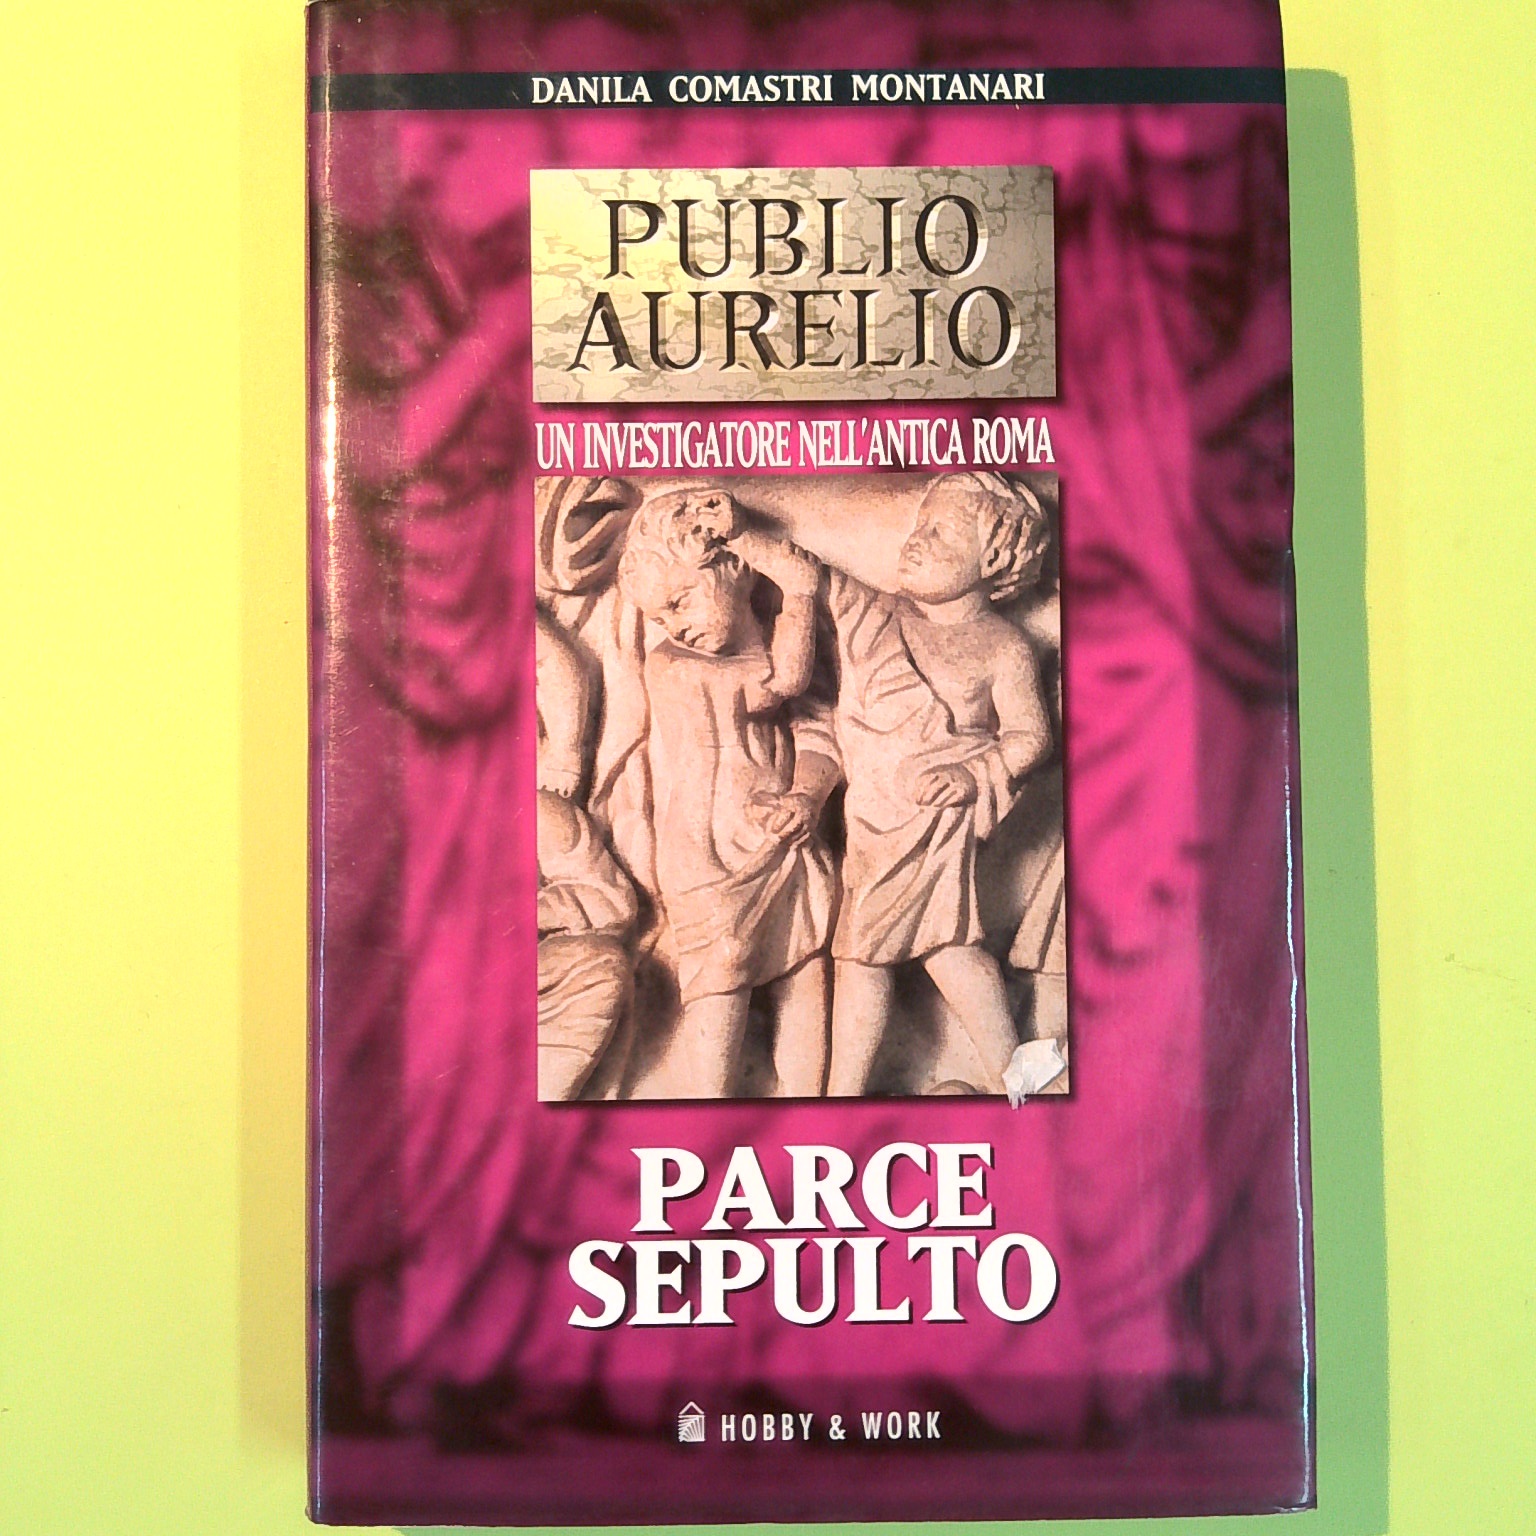 DANILA COMASTRI MONTANARI
PUBLIO
AURELIO
UN INVESTIGATORE NELL'ANTICA ROMA
PARCE
SEPULTO
HOBBY & WORK